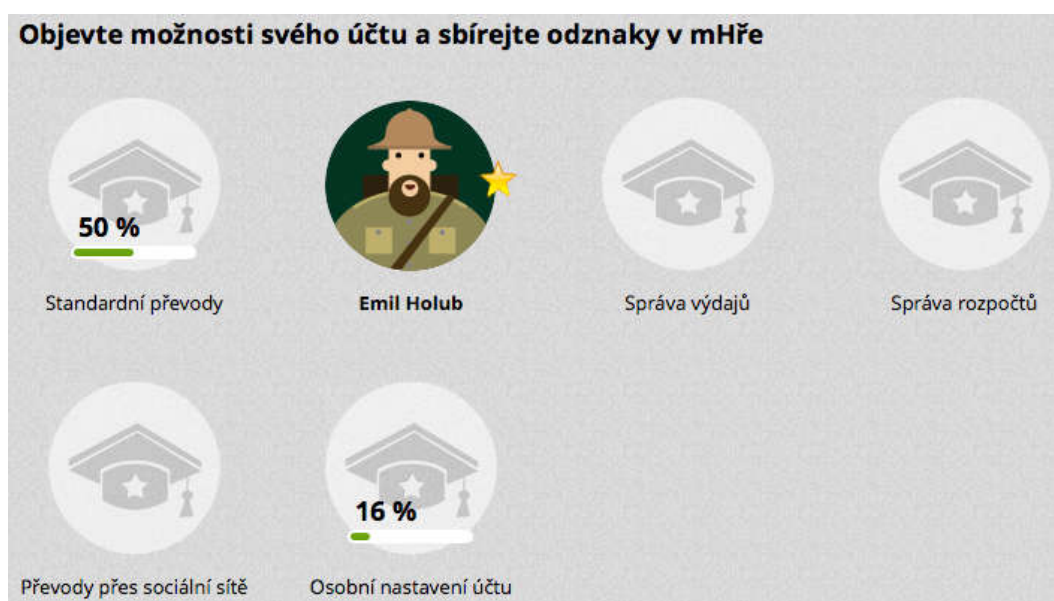 Objevte možnosti svého účtu a sbírejte odznaky v mHře
50 %
Standardní převody
Emil Holub
Správa výdajů
Správa rozpočtů
16 %
Převody přes sociální sítě
Osobní nastavení účtu